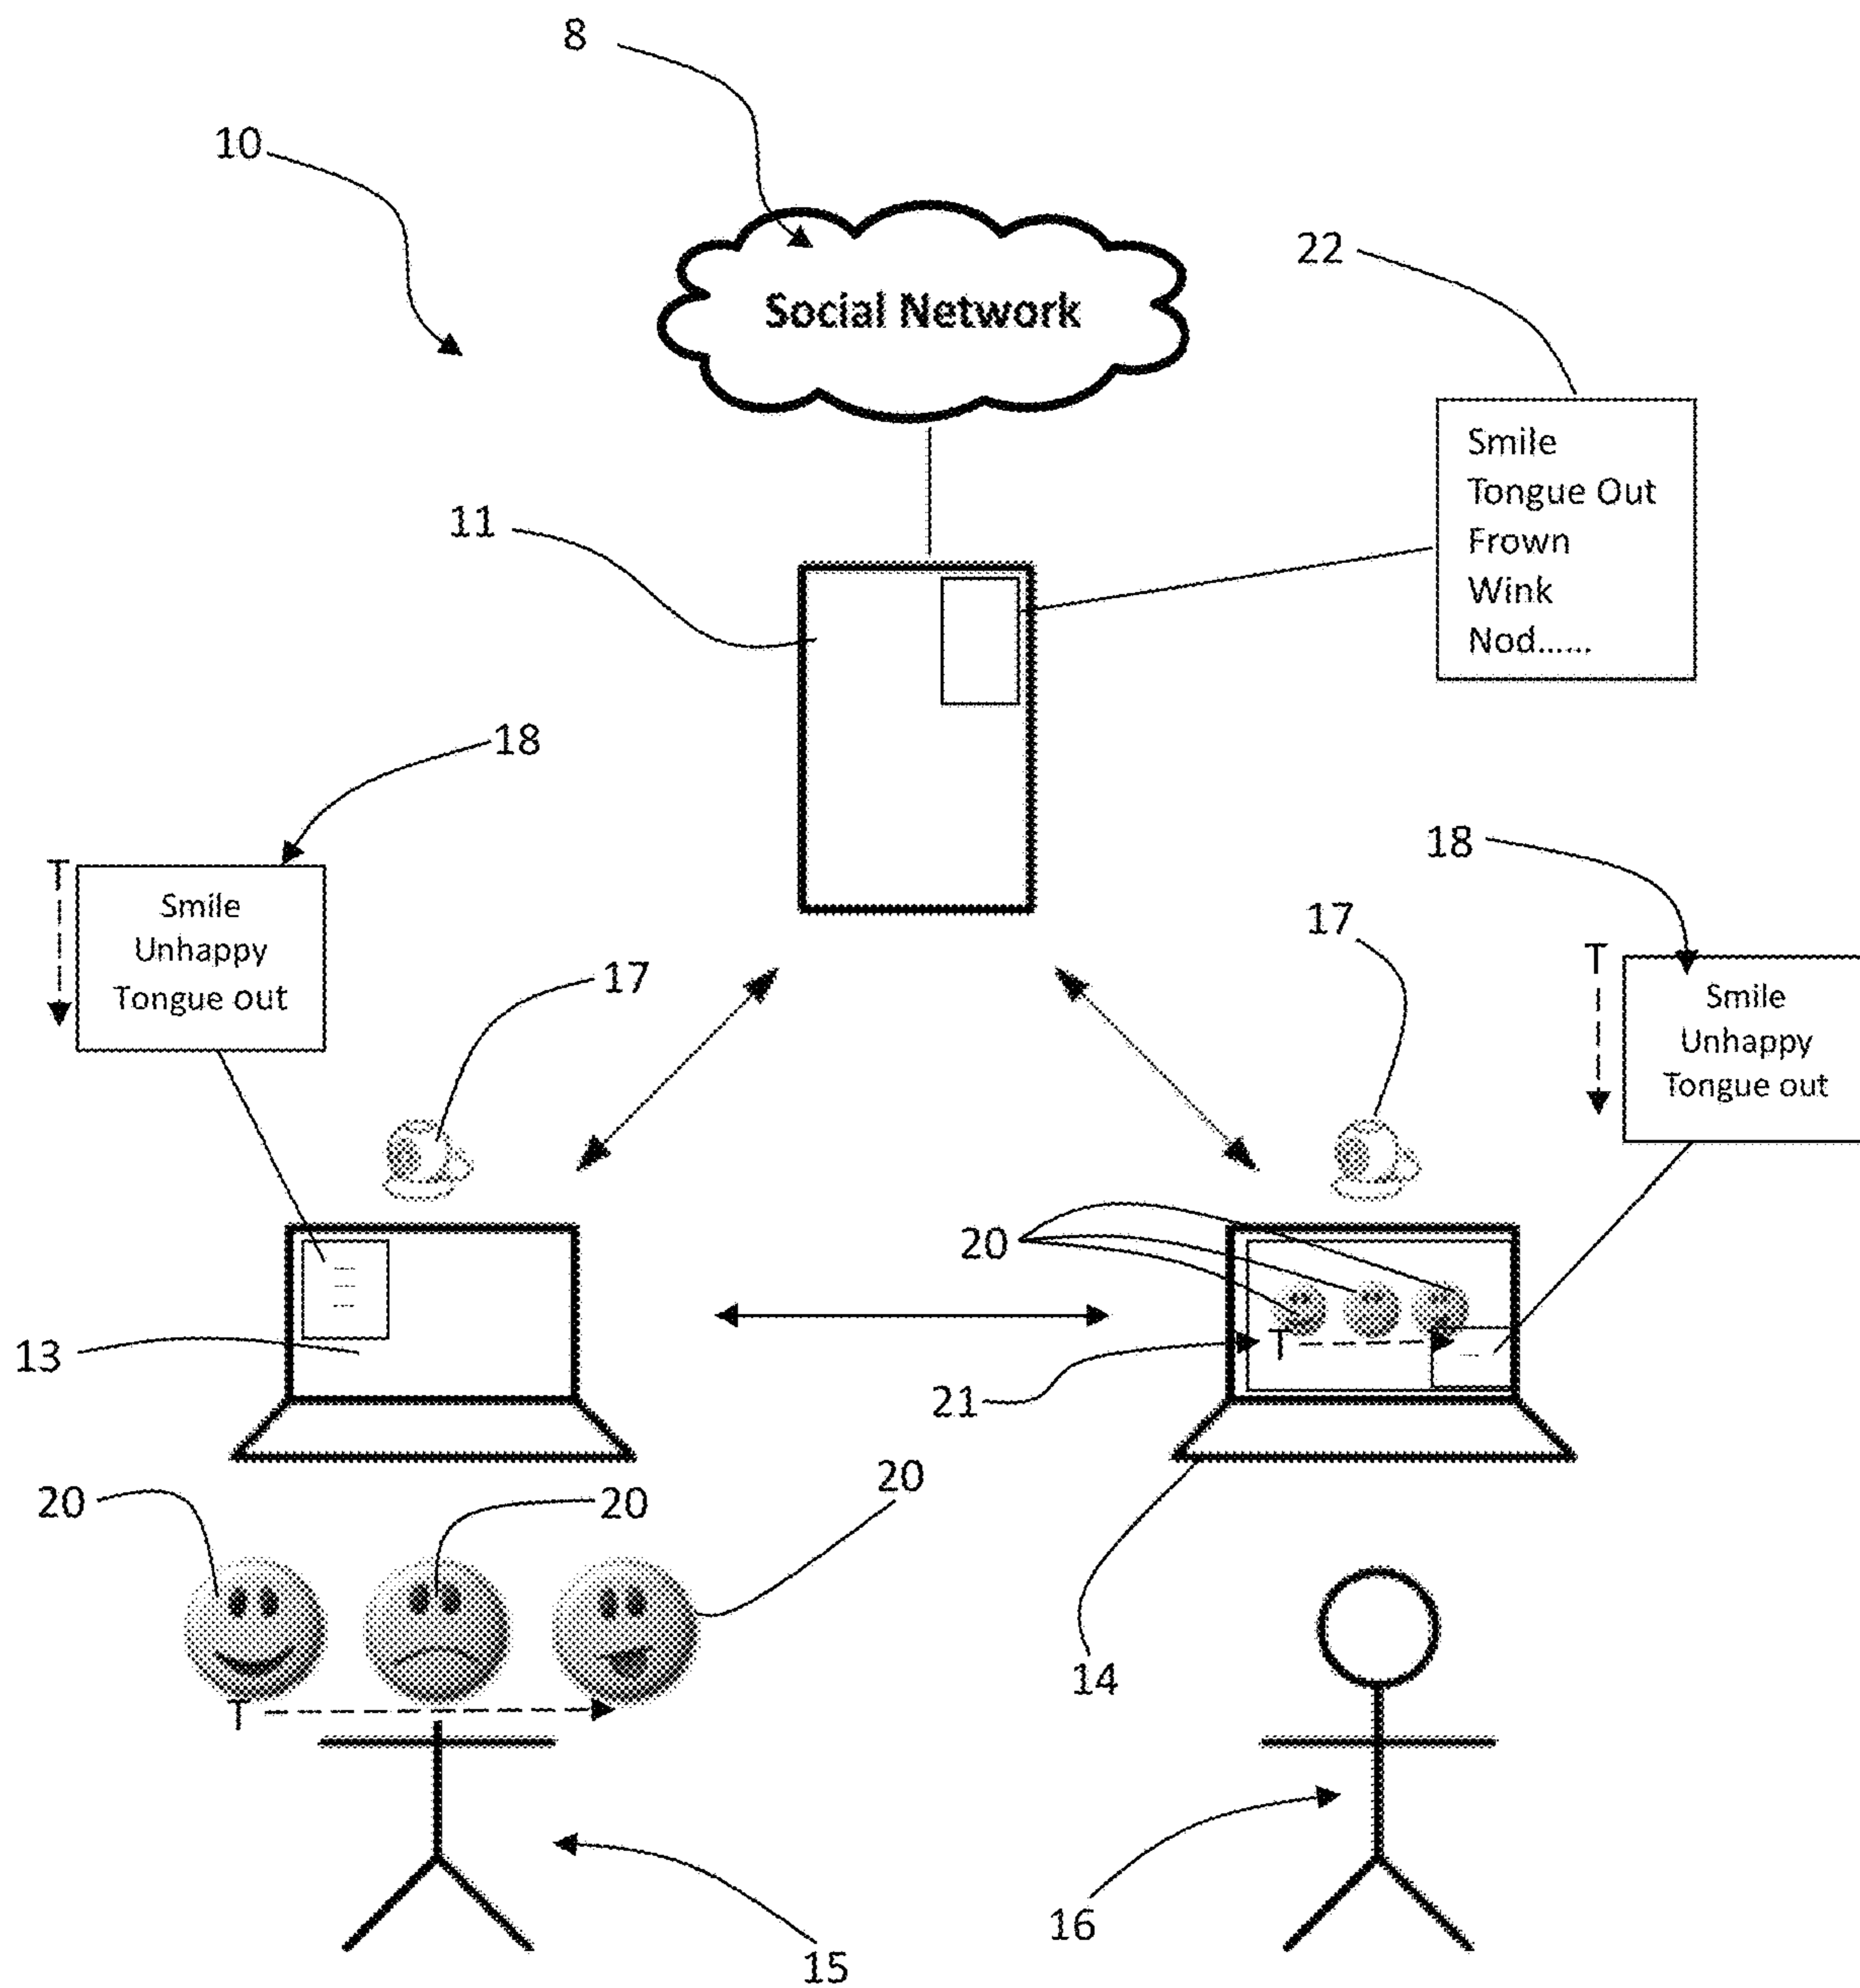 8
10
Social Network
22
Smile
Tongue Out
Frown
Wink
Nod......
11
18
T
Smile
Unhappy
Tongue out
18
17
T
Smile
Unhappy
Tongue out
17
20
13
T
21
20
20
20
T
14
16
15